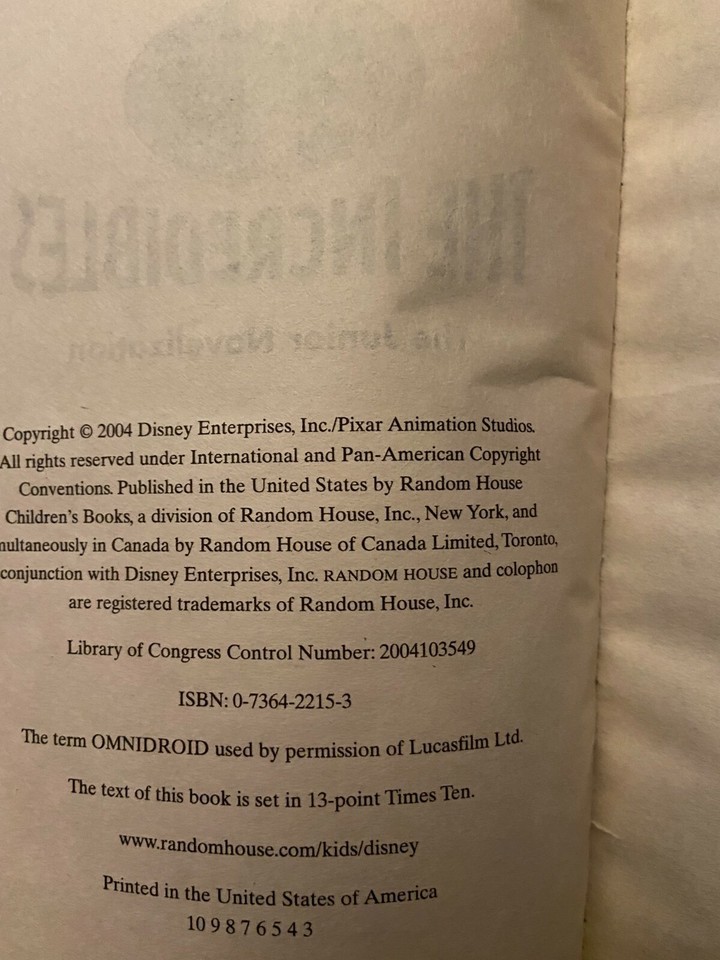 THE INCREDIBLES
The Junior Novelization
Copyright © 2004 Disney Enterprises, Inc./Pixar Animation Studios.
All rights reserved under International and Pan-American Copyright
Conventions. Published in the United States by Random House
Children's Books, a division of Random House, Inc., New York, and
multaneously in Canada by Random House of Canada Limited, Toronto,
conjunction with Disney Enterprises, Inc. RANDOM HOUSE and colophon
are registered trademarks of Random House, Inc.
Library of Congress Control Number: 2004103549
ISBN: 0-7364-2215-3
The term OMNIDROID used by permission of Lucasfilm Ltd.
The text of this book is set in 13-point Times Ten.
www.randomhouse.com/kids/disney
Printed in the United States of America
10 9 8 7 6 5 4 3